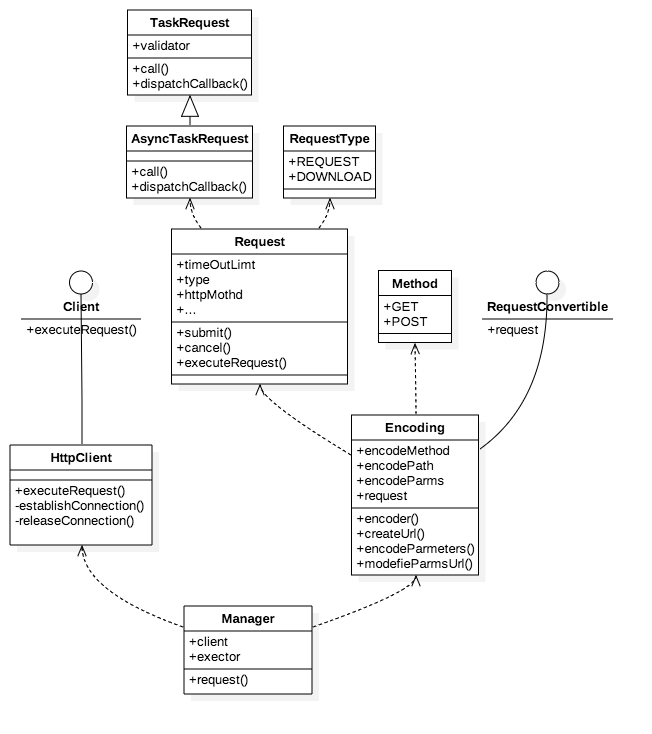 TaskRequest
+validator
+call()
+dispatchCallback()
AsyncTaskRequest
+call()
+dispatchCallback()
RequestType
+REQUEST
+DOWNLOAD
Request
+timeOutLimt
+type
+httpMothd
+...
+submit()
+cancel()
+executeRequest()
Client
+executeRequest()
Method
+GET
+POST
RequestConvertible
+request
HttpClient
+executeRequest()
-establishConnection()
-releaseConnection()
Encoding
+encodeMethod
+encodePath
+encodeParms
+request
+encoder()
+createUrl()
+encodeParmeters()
+modefieParmsUrl()
Manager
+client
+exector
+request()